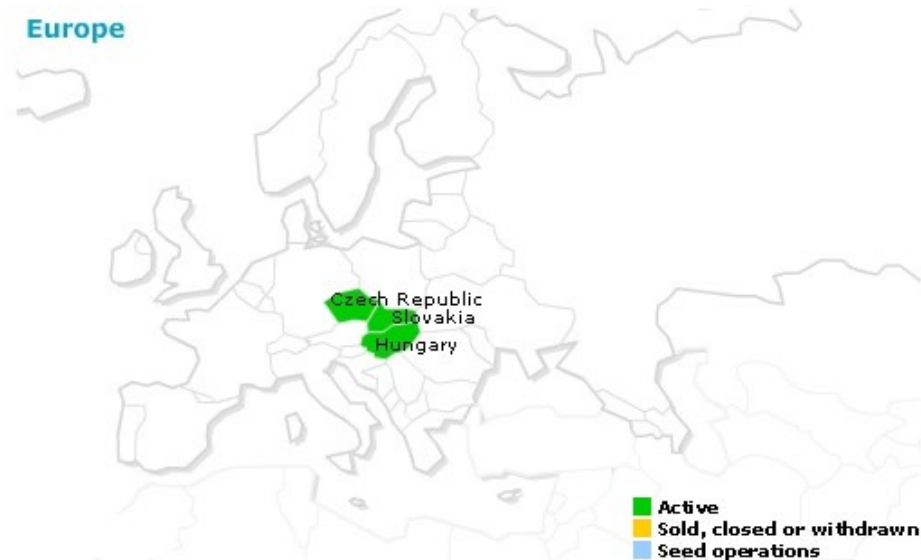 Europe
Czech Republic
Slovakia
Hungary
Active
Sold, closed or withdrawn
Seed operations